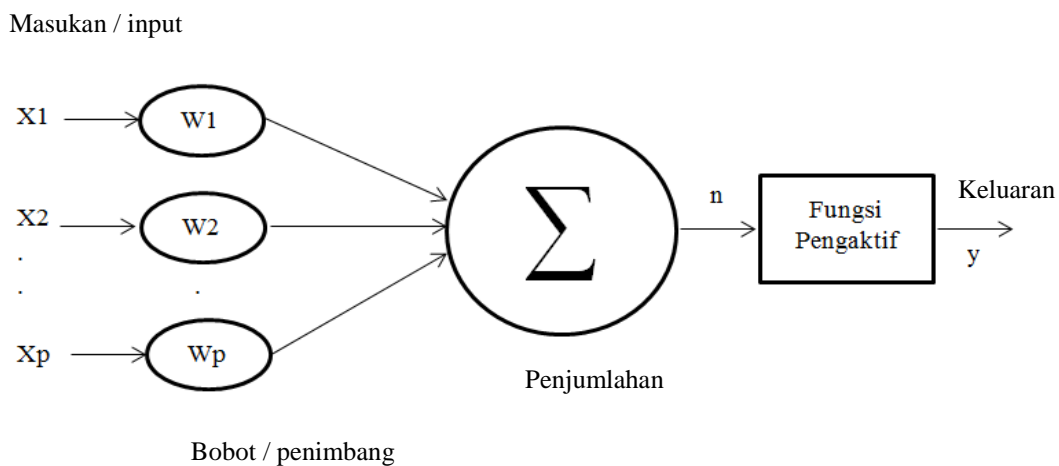 Masukan / input
X1
W1
X2
W2
.
.
.
Xp
Wp
∑
n
Fungsi
Pengaktif
Keluaran
y
Penjumlahan
Bobot / penimbang